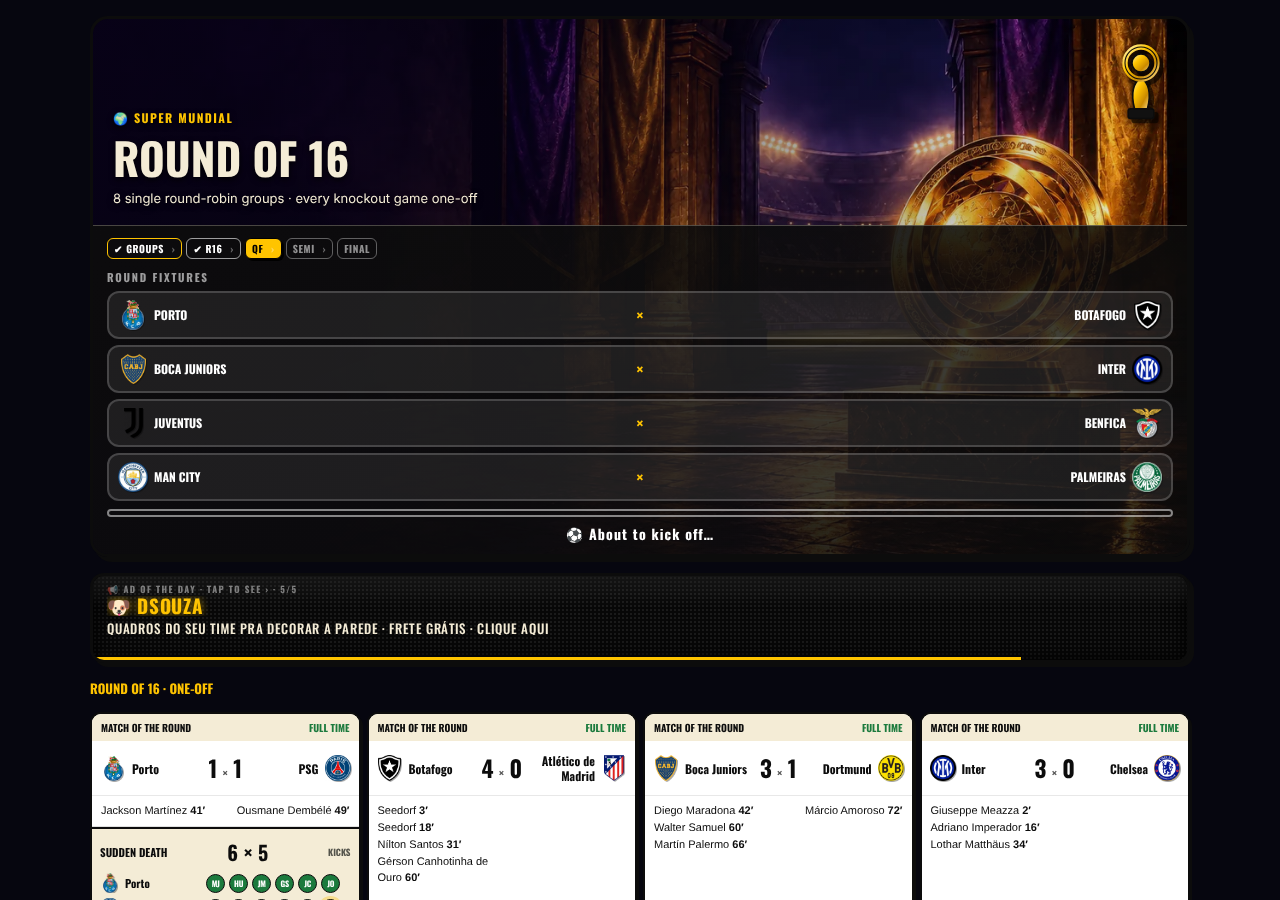 🌍 SUPER MUNDIAL
ROUND OF 16
8 single round-robin groups · every knockout game one-off
✔ GROUPS › ✔ R16 › QF › SEMI › FINAL
ROUND FIXTURES
PORTO × BOTAFOGO
BOCA JUNIORS × INTER
JUVENTUS × BENFICA
MAN CITY × PALMEIRAS
⚽ About to kick off...
📢 AD OF THE DAY · TAP TO SEE › · 5/5
🐶 DSOUZA
QUADROS DO SEU TIME PRA DECORAR A PAREDE · FRETE GRÁTIS · CLIQUE AQUI
ROUND OF 16 · ONE-OFF
MATCH OF THE ROUND FULL TIME
Porto 1 × 1 PSG
Jackson Martínez 41′ Ousmane Dembélé 49′
SUDDEN DEATH 6 × 5 KICKS
Porto MJ HU JM GS JC JO
MATCH OF THE ROUND FULL TIME
Botafogo 4 × 0 Atlético de
Madrid
Seedorf 3′
Seedorf 18′
Nílton Santos 31′
Gérson Canhotinha de
Ouro 60′
MATCH OF THE ROUND FULL TIME
Boca Juniors 3 × 1 Dortmund
Diego Maradona 42′ Márcio Amoroso 72′
Walter Samuel 60′
Martín Palermo 66′
MATCH OF THE ROUND FULL TIME
Inter 3 × 0 Chelsea
Giuseppe Meazza 2′
Adriano Imperador 16′
Lothar Matthäus 34′